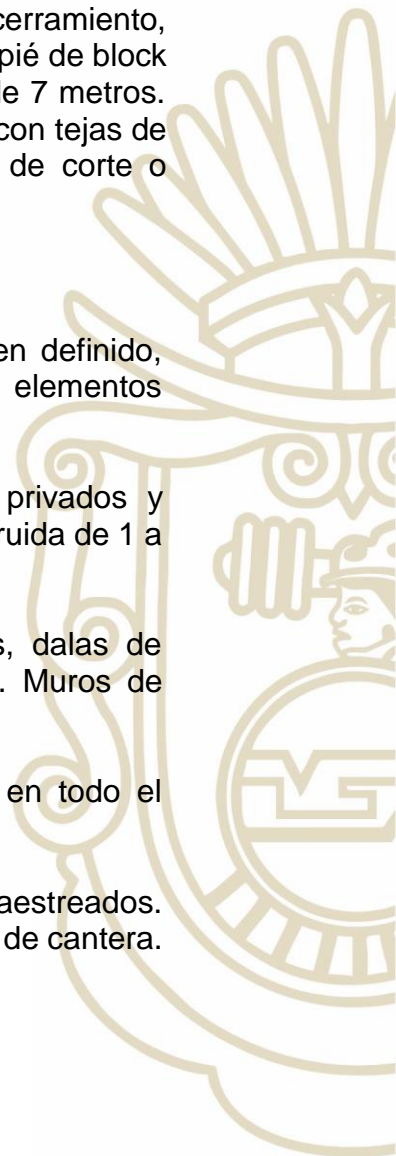 cerramiento,
pié de block
de 7 metros.
con tejas de
de corte o
en definido,
elementos
privados y
ruida de 1 a
s, dalas de
. Muros de
en todo el
aestreados.
de cantera.